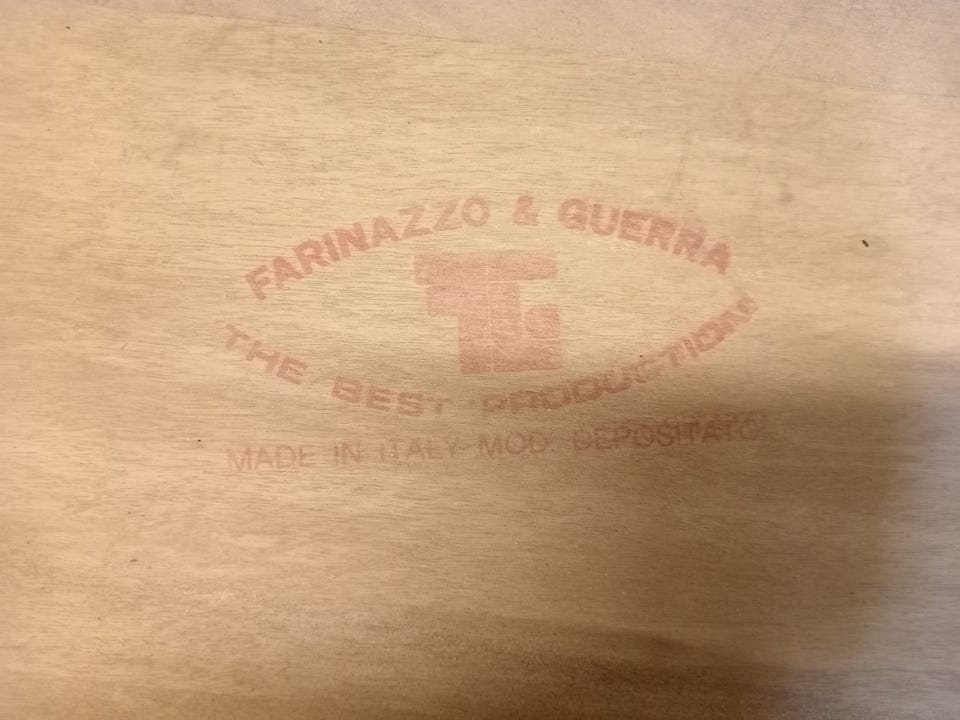 FARINAZZO & GUERRA
THE BEST PRODUCTION
MADE IN ITALY MOD. DEPOSITATO